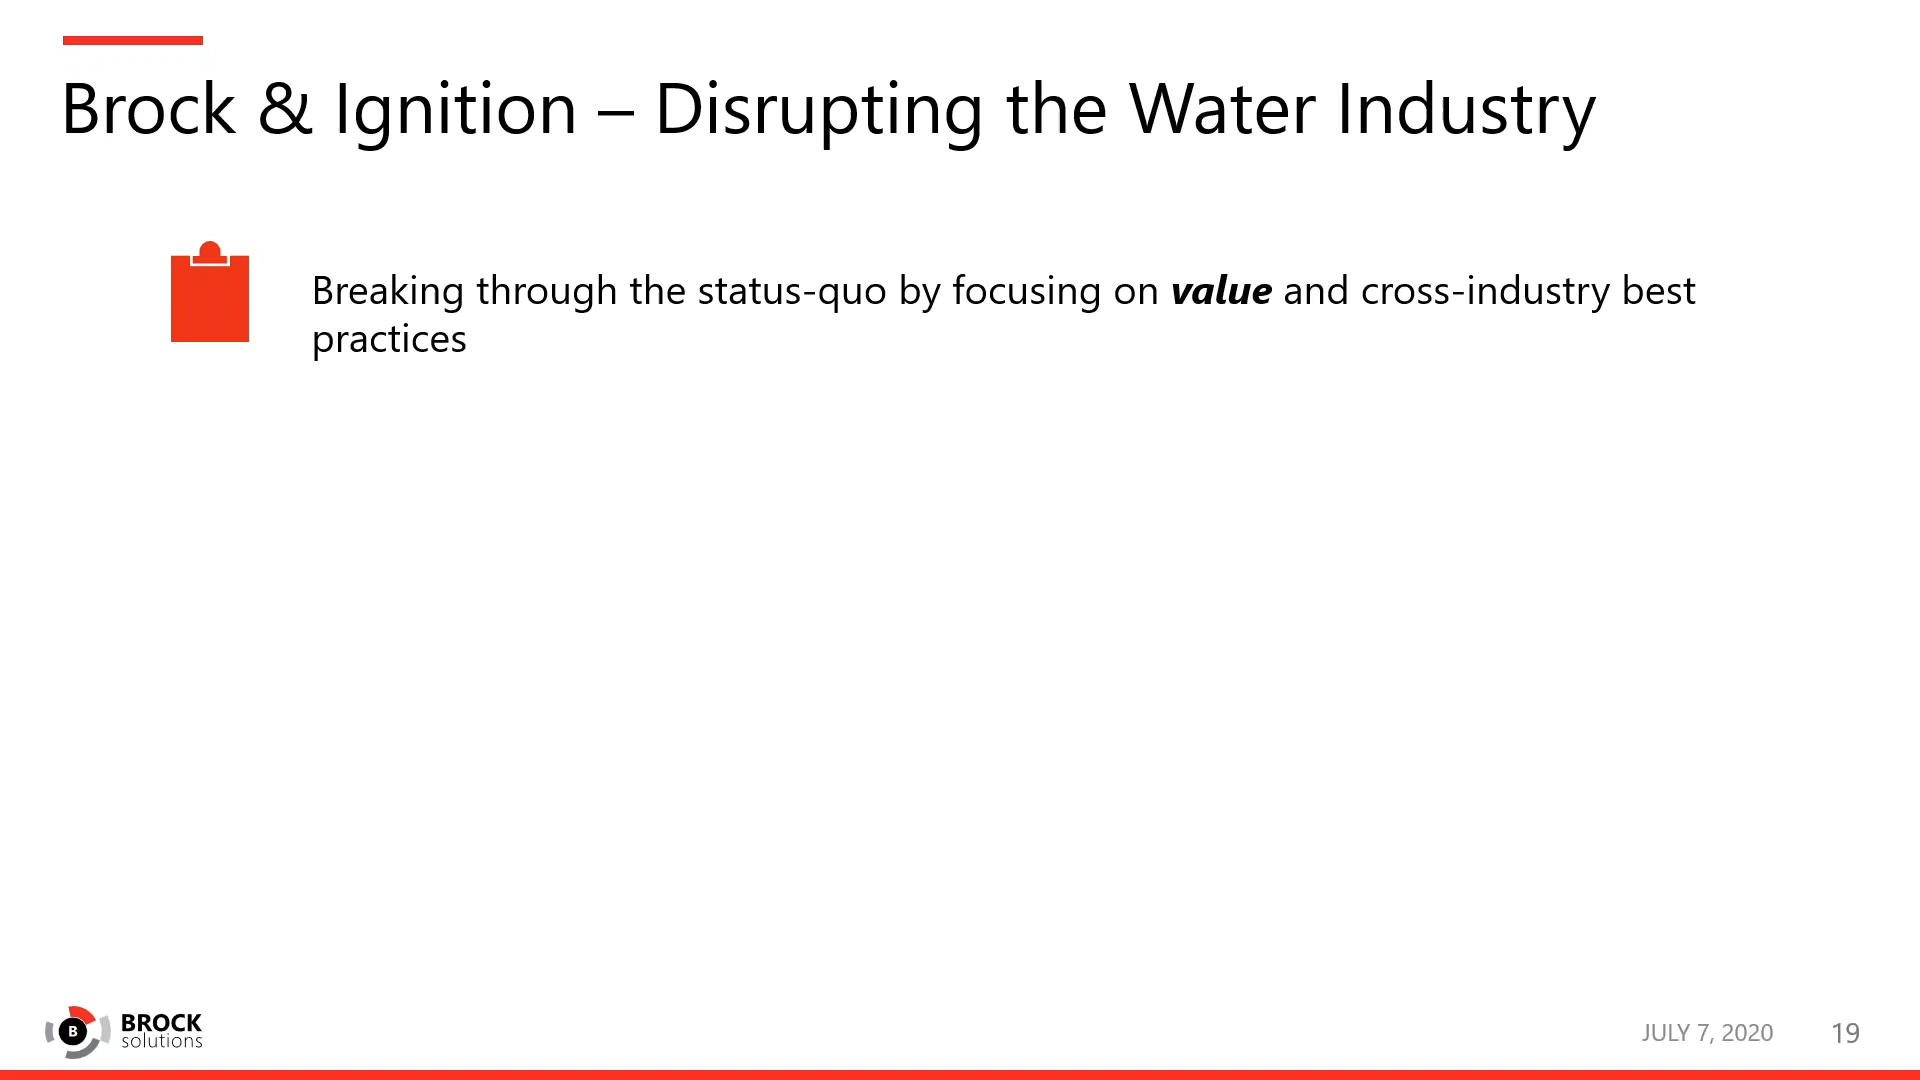 Brock & Ignition – Disrupting the Water Industry
Breaking through the status-quo by focusing on value and cross-industry best
practices
B
BROCK
solutions
JULY 7, 2020
19